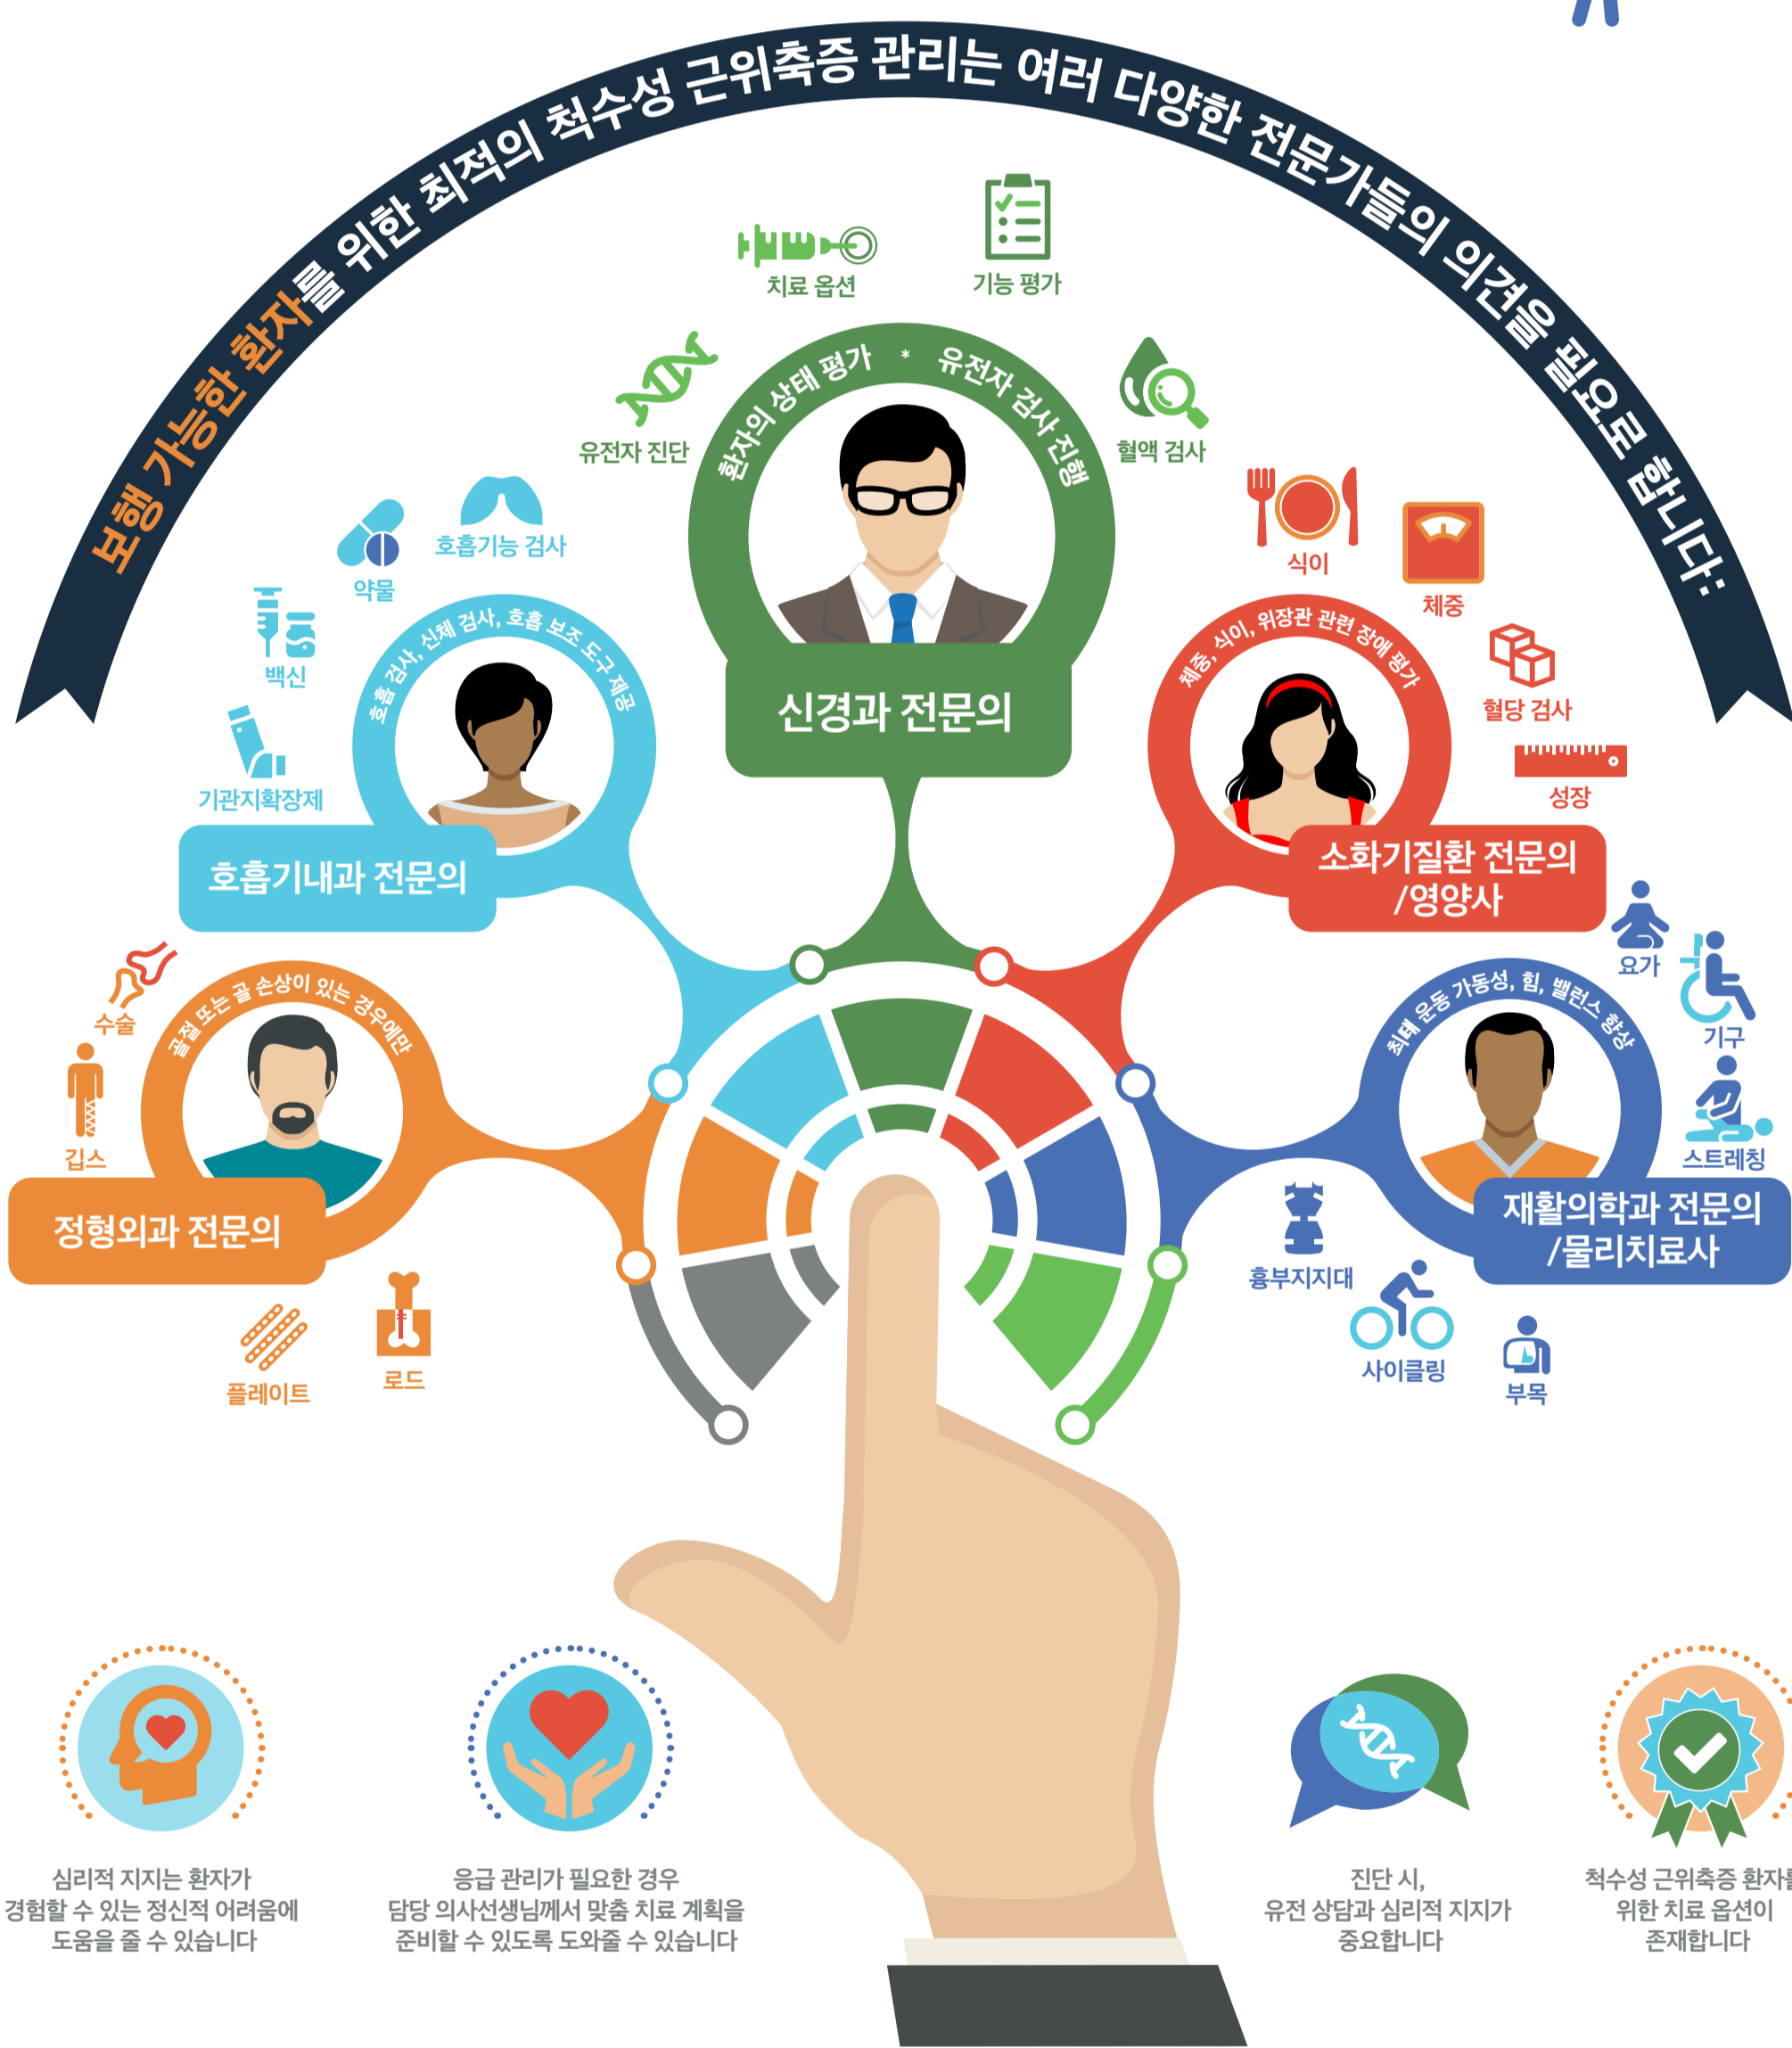 보행 가능한 환자를 위한 최적의 척수성 근위축증 관리는 여러 다양한 전문가들의 의견을 필요로 합니다:
치료 옵션
기능 평가
유전자 진단
혈액 검사
환자의 상태 평가 * 유전자 검사 진행
신경과 전문의
호흡기능 검사
약물
백신
기관지확장제
호흡 검사, 신체 검사, 호흡 보조 도구 제공
호흡기내과 전문의
식이
체중
혈당 검사
성장
체중, 식이, 위장관 관련 장애 평가
소화기질환 전문의
/영양사
수술
깁스
골절 또는 골 손상이 있는 경우에만
정형외과 전문의
플레이트
로드
요가
기구
스트레칭
최대 운동 가동성, 힘, 밸런스 향상
재활의학과 전문의
/물리치료사
흉부지지대
사이클링
부목
심리적 지지는 환자가
경험할 수 있는 정신적 어려움에
도움을 줄 수 있습니다
응급 관리가 필요한 경우
담당 의사선생님께서 맞춤 치료 계획을
준비할 수 있도록 도와줄 수 있습니다
진단 시,
유전 상담과 심리적 지지가
중요합니다
척수성 근위축증 환자를
위한 치료 옵션이
존재합니다